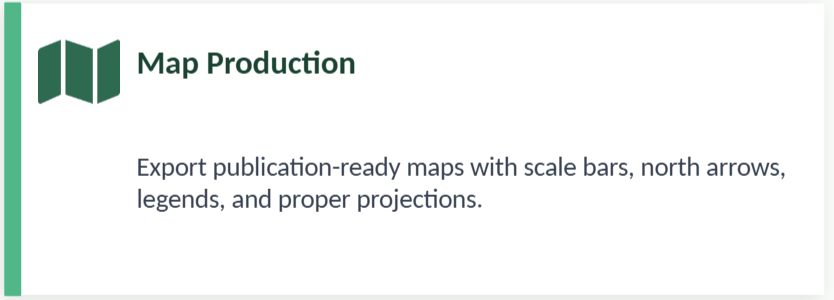 Map Production
Export publication-ready maps with scale bars, north arrows,
legends, and proper projections.